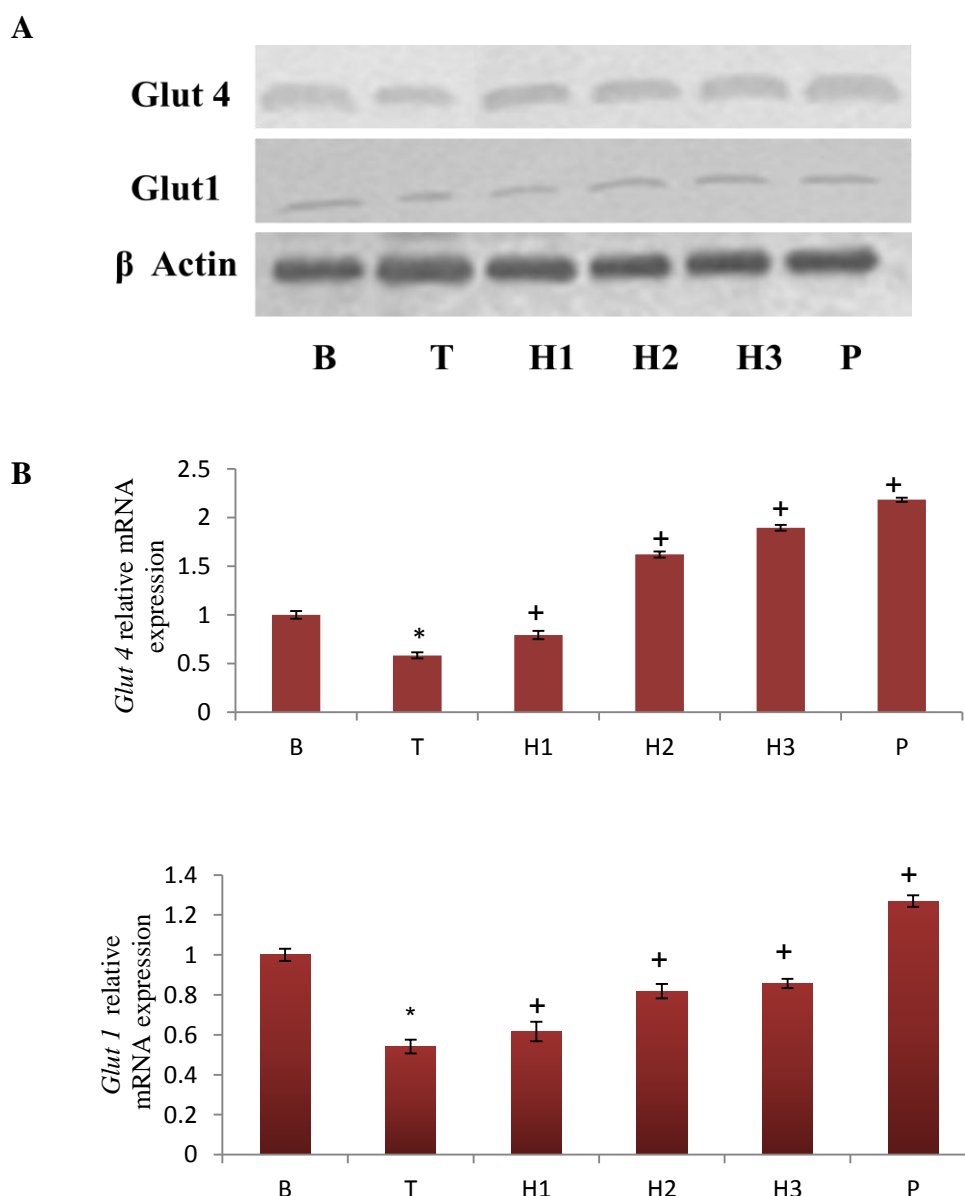 A
Glut 4
Glut1
β Actin
B T H1 H2 H3 P
B
Glut 4 relative mRNA
expression
2.5
2
1.5
1
0.5
0
*
+
+
+
+
B T H1 H2 H3 P
Glut 1 relative
mRNA expression
1.4
1.2
1
0.8
0.6
0.4
0.2
0
*
+
+
+
+
B T H1 H2 H3 P